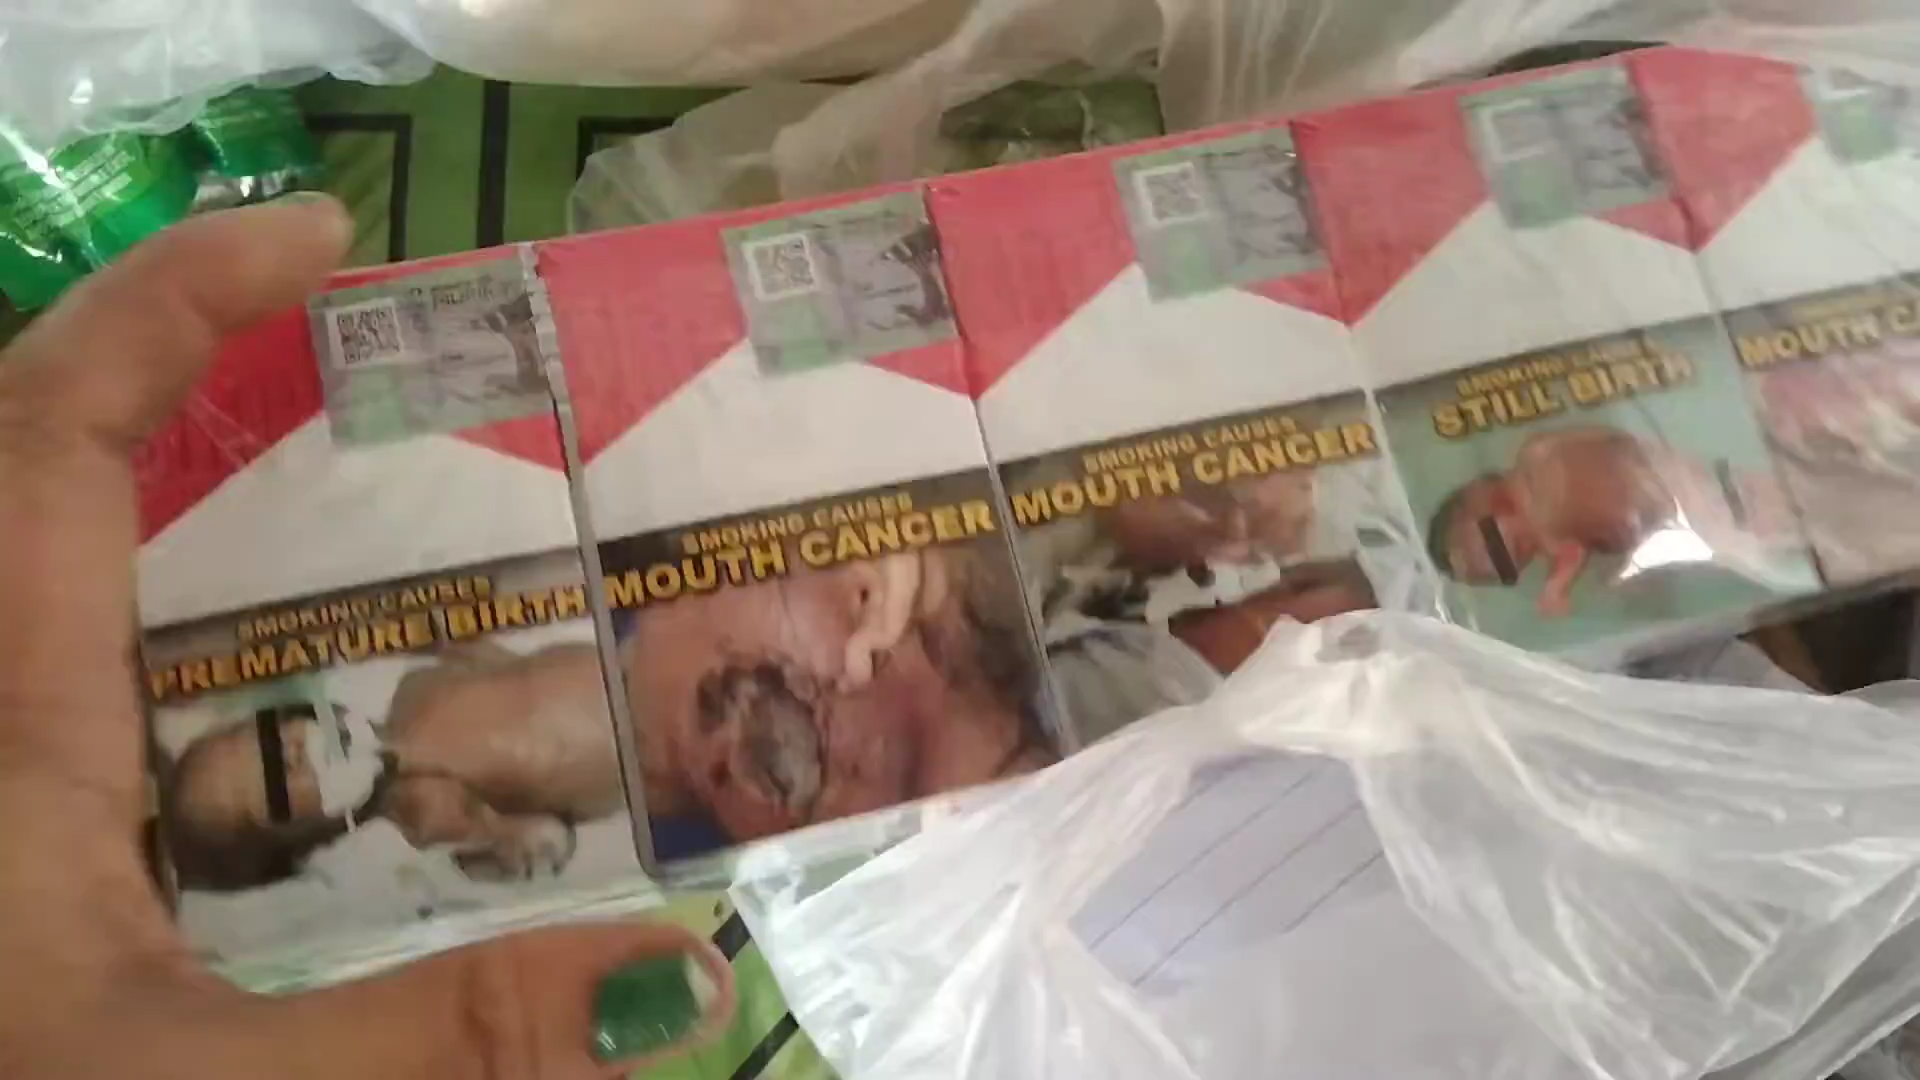 SMOKING CAUSES
PREMATURE BIRTH
SMOKING CAUSES
MOUTH CANCER
SMOKING CAUSES
MOUTH CANCER
SMOKING CAUSES
STILL BIRTH
MOUTH CA